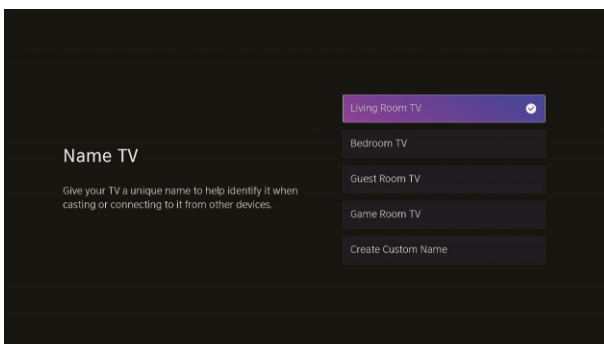 Name TV
Give your TV a unique name to help identify it when
casting or connecting to it from other devices.
Living Room TV
Bedroom TV
Guest Room TV
Game Room TV
Create Custom Name